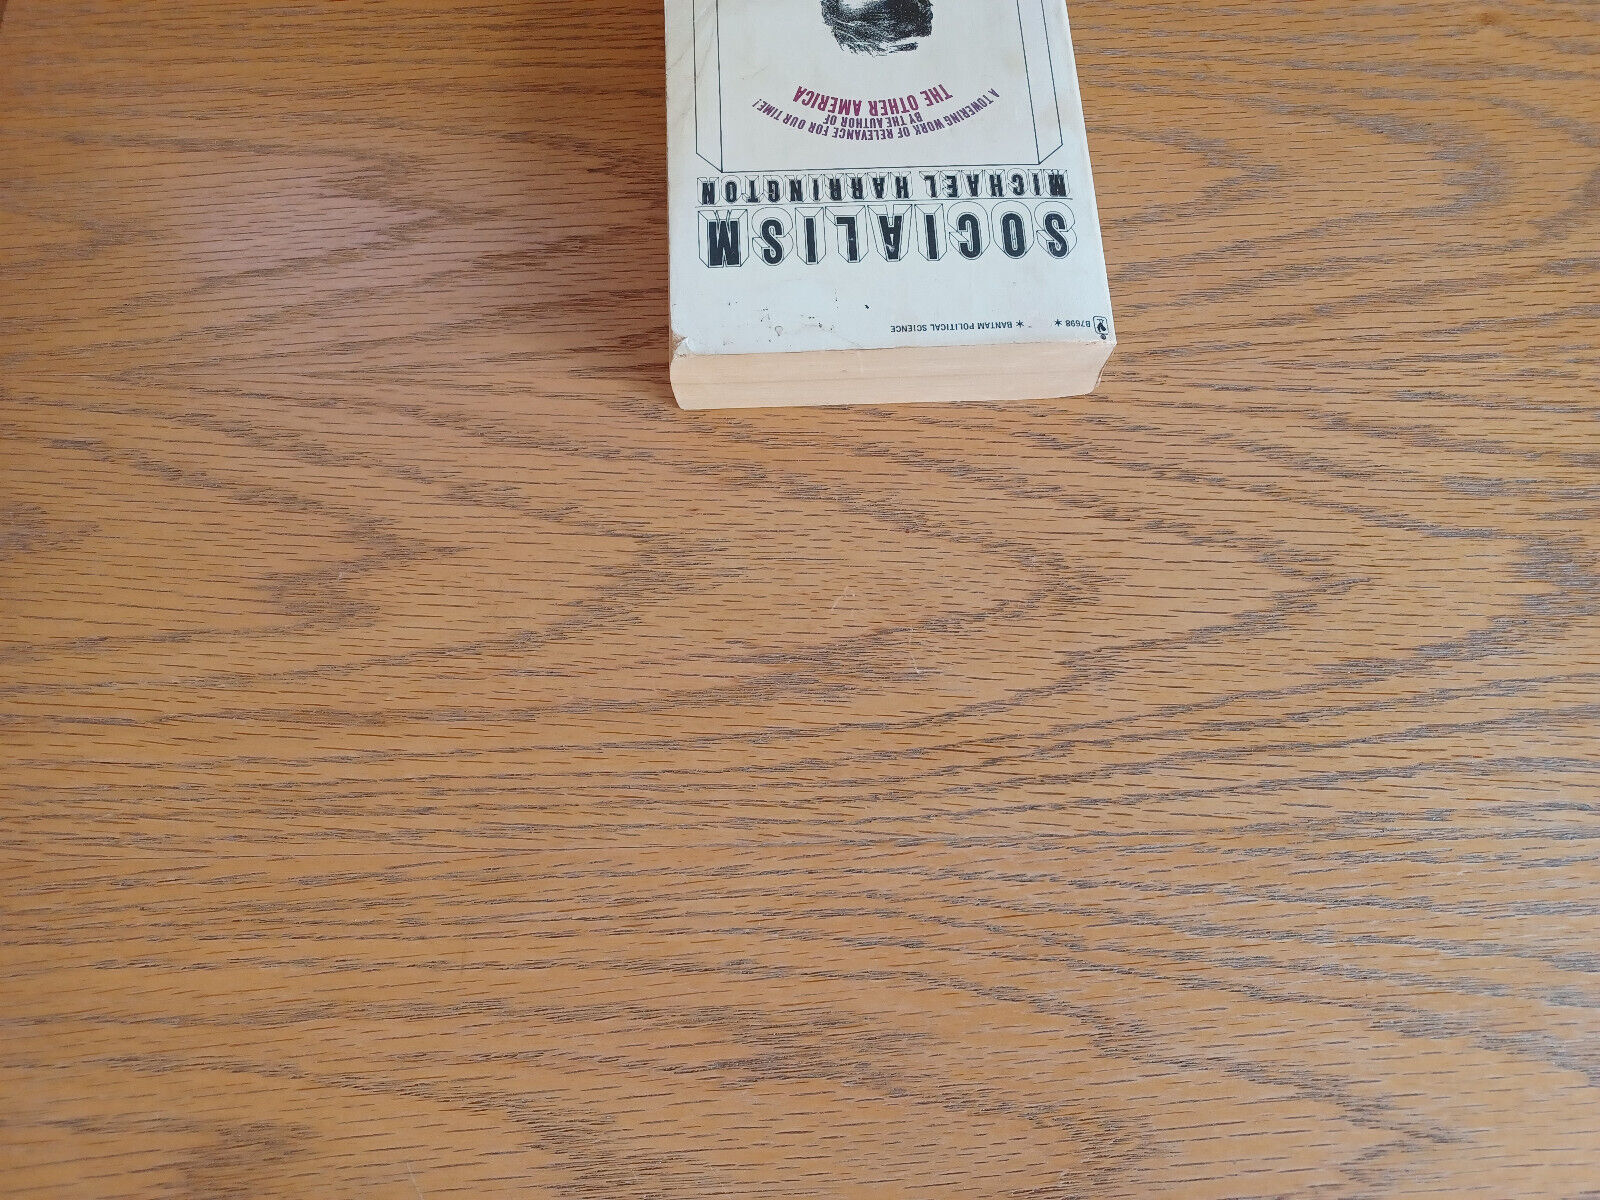 B7698 ★ ★ BANTAM POLITICAL SCIENCE
SOCIALISM
MICHAEL HARRINGTON
A TOWERING WORK OF RELEVANCE FOR OUR TIME!
BY THE AUTHOR OF
THE OTHER AMERICA